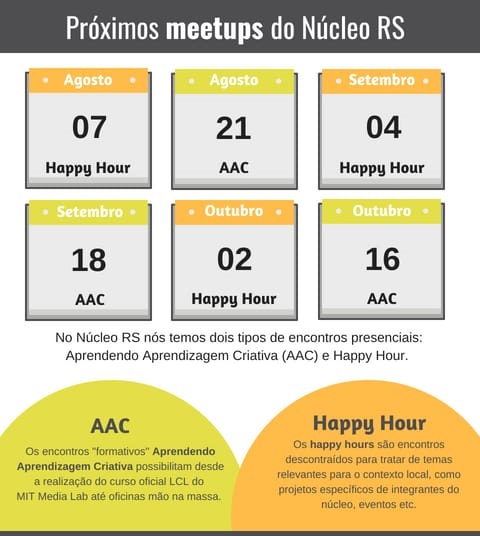 Próximos meetups do Núcleo RS
Agosto
07
Happy Hour
Agosto
21
AAC
Setembro
04
Happy Hour
Setembro
18
AAC
Outubro
02
Happy Hour
Outubro
16
AAC
No Núcleo RS nós temos dois tipos de encontros presenciais:
Aprendendo Aprendizagem Criativa (AAC) e Happy Hour.
AAC
Os encontros "formativos" Aprendendo
Aprendizagem Criativa possibilitam desde
a realização do curso oficial LCL do
MIT Media Lab até oficinas mão na massa.
Happy Hour
Os happy hours são encontros
descontraídos para tratar de temas
relevantes para o contexto local, como
projetos específicos de integrantes do
núcleo, eventos etc.